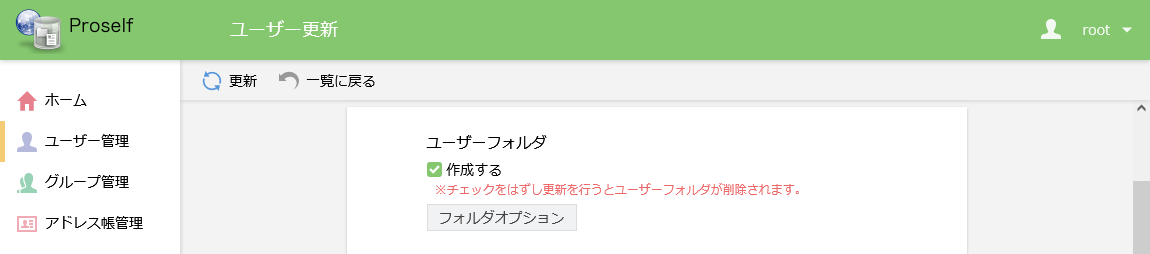 Proself
ユーザー更新
root
更新
一覧に戻る
ホーム
ユーザー管理
グループ管理
アドレス帳管理
ユーザーフォルダ
作成する
※チェックをはずし更新を行うとユーザーフォルダが削除されます。
フォルダオプション